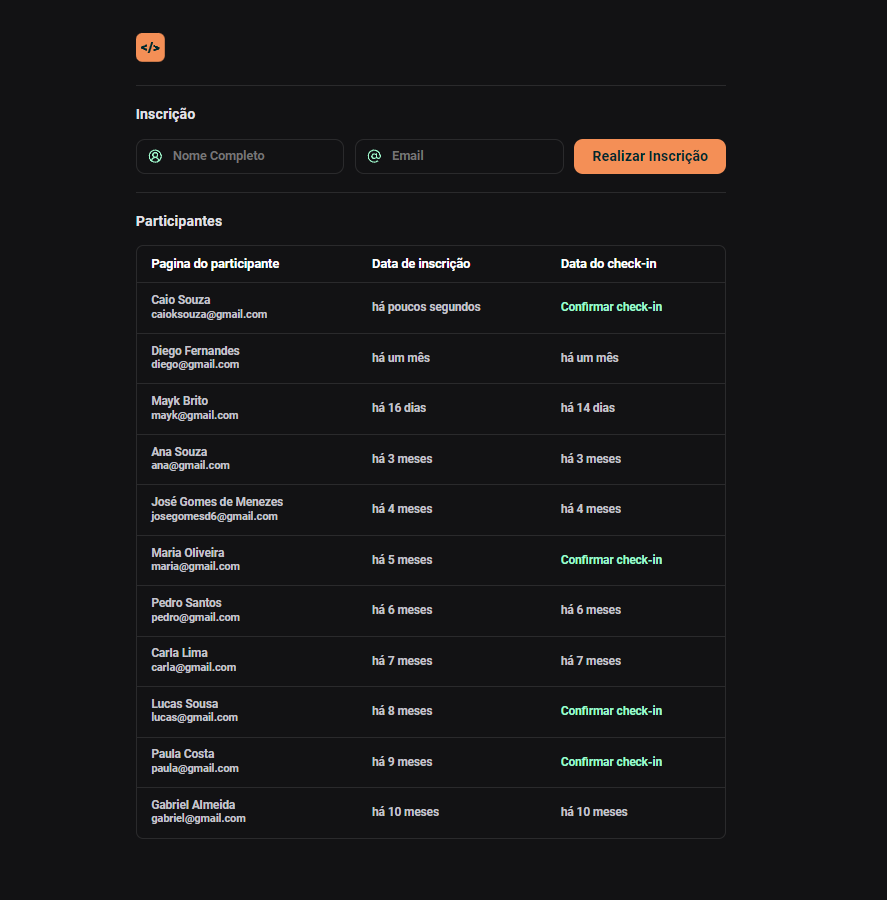 </>
Inscrição
Nome Completo
Email
Realizar Inscrição
Participantes
Pagina do participante Data de inscrição Data do check-in
Caio Souza
caioksouza@gmail.com
há poucos segundos
Confirmar check-in
Diego Fernandes
diego@gmail.com
há um mês
há um mês
Mayk Brito
mayk@gmail.com
há 16 dias
há 14 dias
Ana Souza
ana@gmail.com
há 3 meses
há 3 meses
José Gomes de Menezes
josegomesd6@gmail.com
há 4 meses
há 4 meses
Maria Oliveira
maria@gmail.com
há 5 meses
Confirmar check-in
Pedro Santos
pedro@gmail.com
há 6 meses
há 6 meses
Carla Lima
carla@gmail.com
há 7 meses
há 7 meses
Lucas Sousa
lucas@gmail.com
há 8 meses
Confirmar check-in
Paula Costa
paula@gmail.com
há 9 meses
Confirmar check-in
Gabriel Almeida
gabriel@gmail.com
há 10 meses
há 10 meses